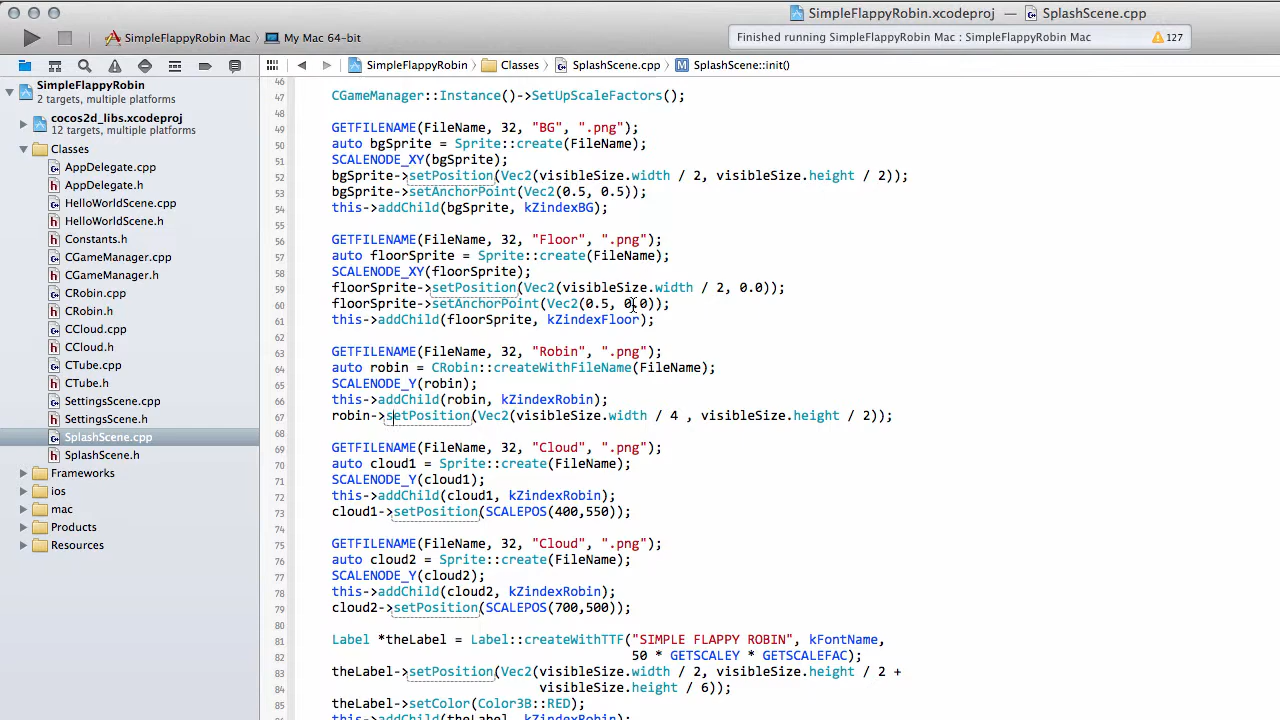 SimpleFlappyRobin.xcodeproj — SplashScene.cpp
SimpleFlappyRobin Mac My Mac 64-bit
Finished running SimpleFlappyRobin Mac : SimpleFlappyRobin Mac 127
SimpleFlappyRobin Classes SplashScene.cpp SplashScene::init()
SimpleFlappyRobin
2 targets, multiple platforms
cocos2d_libs.xcodeproj
12 targets, multiple platforms
Classes
AppDelegate.cpp
AppDelegate.h
HelloWorldScene.cpp
HelloWorldScene.h
Constants.h
CGameManager.cpp
CGameManager.h
CRobin.cpp
CRobin.h
CCloud.cpp
CCloud.h
CTube.cpp
CTube.h
SettingsScene.cpp
SettingsScene.h
SplashScene.cpp
SplashScene.h
Frameworks
ios
mac
Products
Resources
46
47 CGameManager::Instance()->SetUpScaleFactors();
48
49 GETFILENAME(FileName, 32, "BG", ".png");
50 auto bgSprite = Sprite::create(FileName);
51 SCALENODE_XY(bgSprite);
52 bgSprite->setPosition(Vec2(visibleSize.width / 2, visibleSize.height / 2));
53 bgSprite->setAnchorPoint(Vec2(0.5, 0.5));
54 this->addChild(bgSprite, kZindexBG);
55
56 GETFILENAME(FileName, 32, "Floor", ".png");
57 auto floorSprite = Sprite::create(FileName);
58 SCALENODE_XY(floorSprite);
59 floorSprite->setPosition(Vec2(visibleSize.width / 2, 0.0));
60 floorSprite->setAnchorPoint(Vec2(0.5, 0.0));
61 this->addChild(floorSprite, kZindexFloor);
62
63 GETFILENAME(FileName, 32, "Robin", ".png");
64 auto robin = CRobin::createWithFileName(FileName);
65 SCALENODE_Y(robin);
66 this->addChild(robin, kZindexRobin);
67 robin->setPosition(Vec2(visibleSize.width / 4 , visibleSize.height / 2));
68
69 GETFILENAME(FileName, 32, "Cloud", ".png");
70 auto cloud1 = Sprite::create(FileName);
71 SCALENODE_Y(cloud1);
72 this->addChild(cloud1, kZindexRobin);
73 cloud1->setPosition(SCALEPOS(400,550));
74
75 GETFILENAME(FileName, 32, "Cloud", ".png");
76 auto cloud2 = Sprite::create(FileName);
77 SCALENODE_Y(cloud2);
78 this->addChild(cloud2, kZindexRobin);
79 cloud2->setPosition(SCALEPOS(700,500));
80
81 Label *theLabel = Label::createWithTTF("SIMPLE FLAPPY ROBIN", kFontName,
82 50 * GETSCALEY * GETSCALEFAC);
83 theLabel->setPosition(Vec2(visibleSize.width / 2, visibleSize.height / 2 +
84 visibleSize.height / 6));
85 theLabel->setColor(Color3B::RED);
this->addChild(theLabel, kZindexRobin);